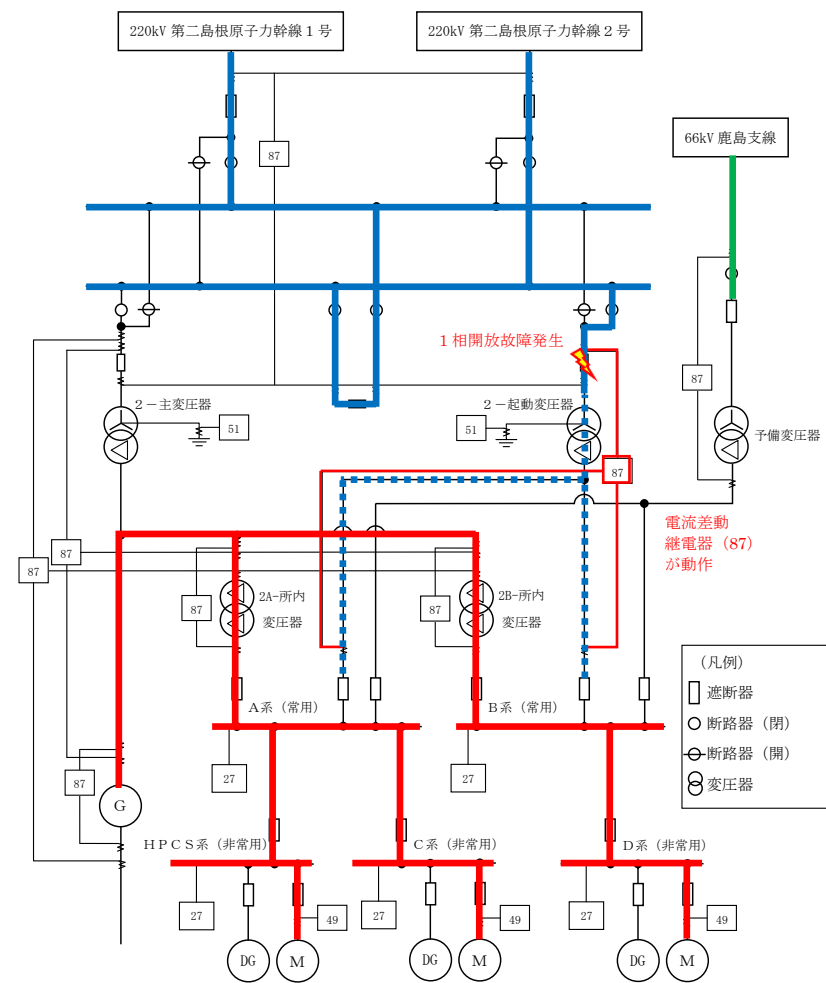 220kV 第二島根原子力幹線１号
220kV 第二島根原子力幹線２号
66kV 鹿島支線
87
１相開放故障発生
87
２－主変圧器
51
２－起動変圧器
51
予備変圧器
87
電流差動
継電器（87）
が動作
87
87
87
2A-所内
変圧器
87
2B-所内
変圧器
（凡例）
遮断器
断路器（閉）
断路器（開）
変圧器
A系（常用）
B系（常用）
27
27
87
G
HPCS系（非常用）
C系（非常用）
D系（非常用）
27
49
27
49
27
49
DG
M
DG
M
DG
M